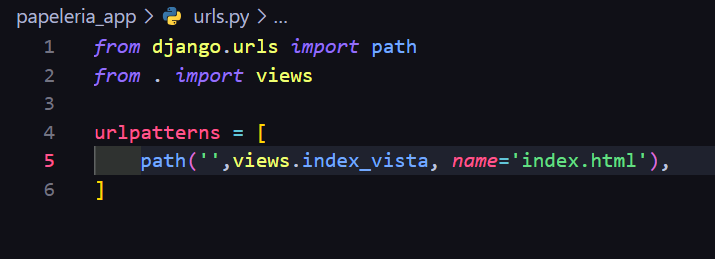 papeleria_app > urls.py > ...
1 from django.urls import path
2 from . import views
3
4 urlpatterns = [
5     path('',views.index_vista, name='index.html'),
6 ]